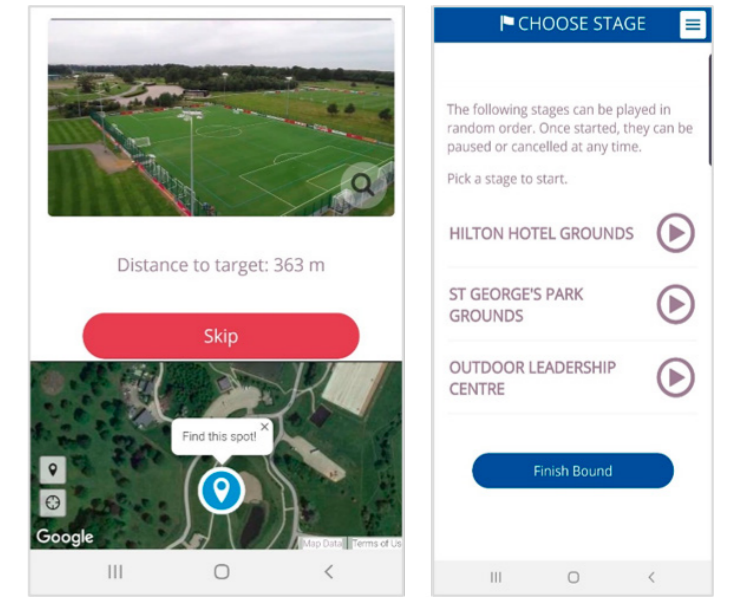 Distance to target: 363 m
Skip
Find this spot!
Google
Map Data
Terms of Us
CHOOSE STAGE
The following stages can be played in
random order. Once started, they can be
paused or cancelled at any time.
Pick a stage to start.
HILTON HOTEL GROUNDS
ST GEORGE'S PARK
GROUNDS
OUTDOOR LEADERSHIP
CENTRE
Finish Bound